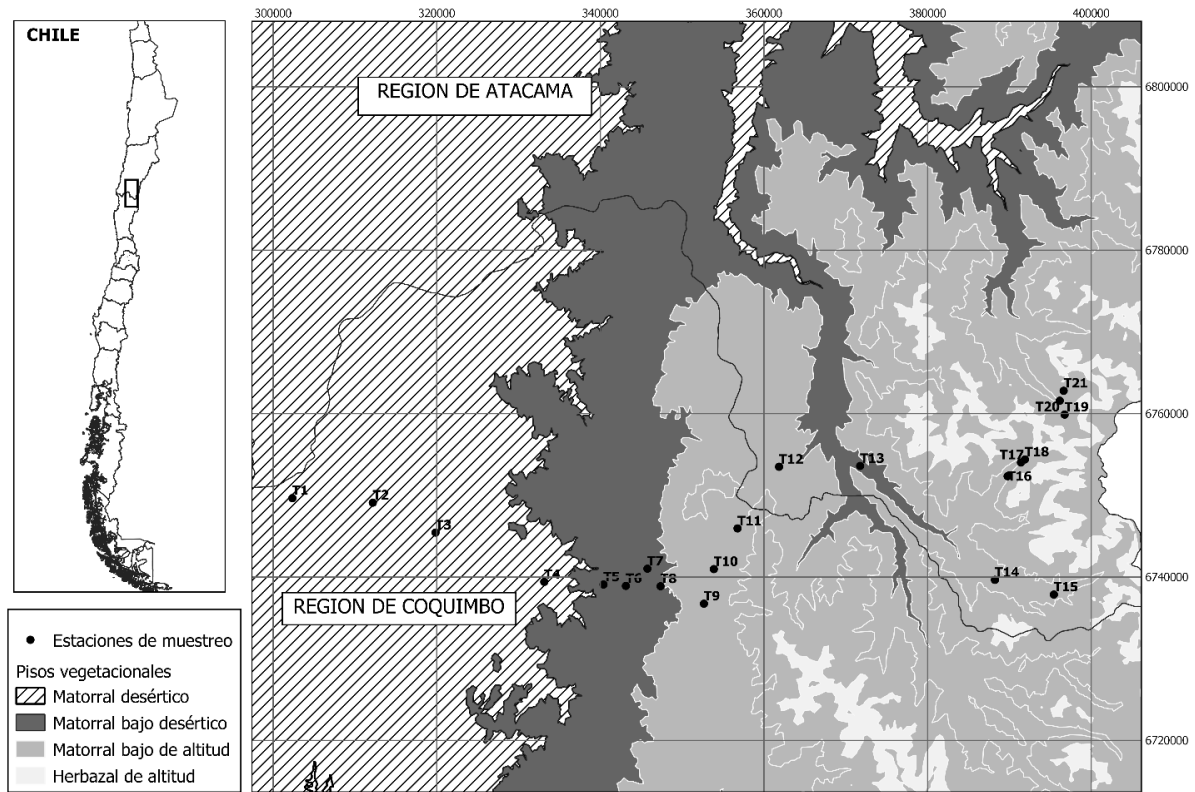 CHILE
300000
320000
340000
360000
380000
400000
REGION DE ATACAMA
6800000
6780000
T21
T20
T19
6760000
T17
T18
T16
T12
T13
T1
T2
T3
T11
T7
T10
T4
T5
T6
T8
T9
T14
T15
6740000
REGION DE COQUIMBO
6720000
Estaciones de muestreo
Pisos vegetacionales
Matorral desértico
Matorral bajo desértico
Matorral bajo de altitud
Herbazal de altitud